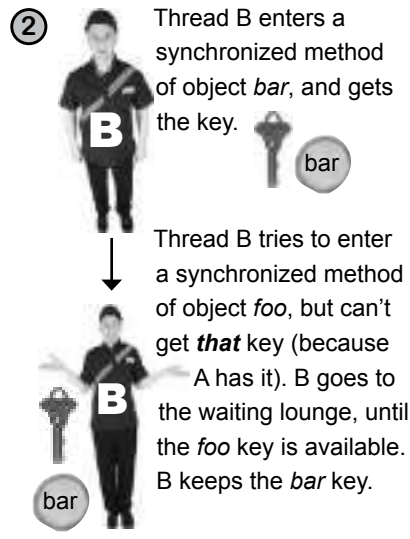 2
Thread B enters a
synchronized method
of object bar, and gets
the key.
B
bar
Thread B tries to enter
a synchronized method
of object foo, but can't
get that key (because
A has it). B goes to
the waiting lounge, until
the foo key is available.
B keeps the bar key.
B
bar